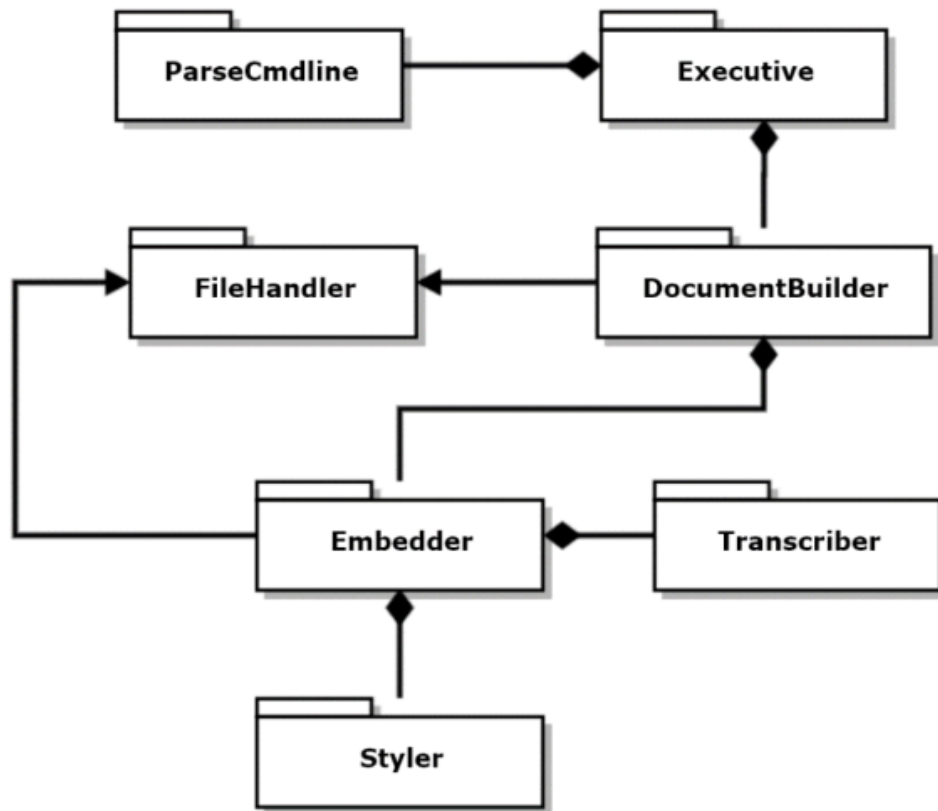 ParseCmdline
Executive
FileHandler
DocumentBuilder
Embedder
Transcriber
Styler